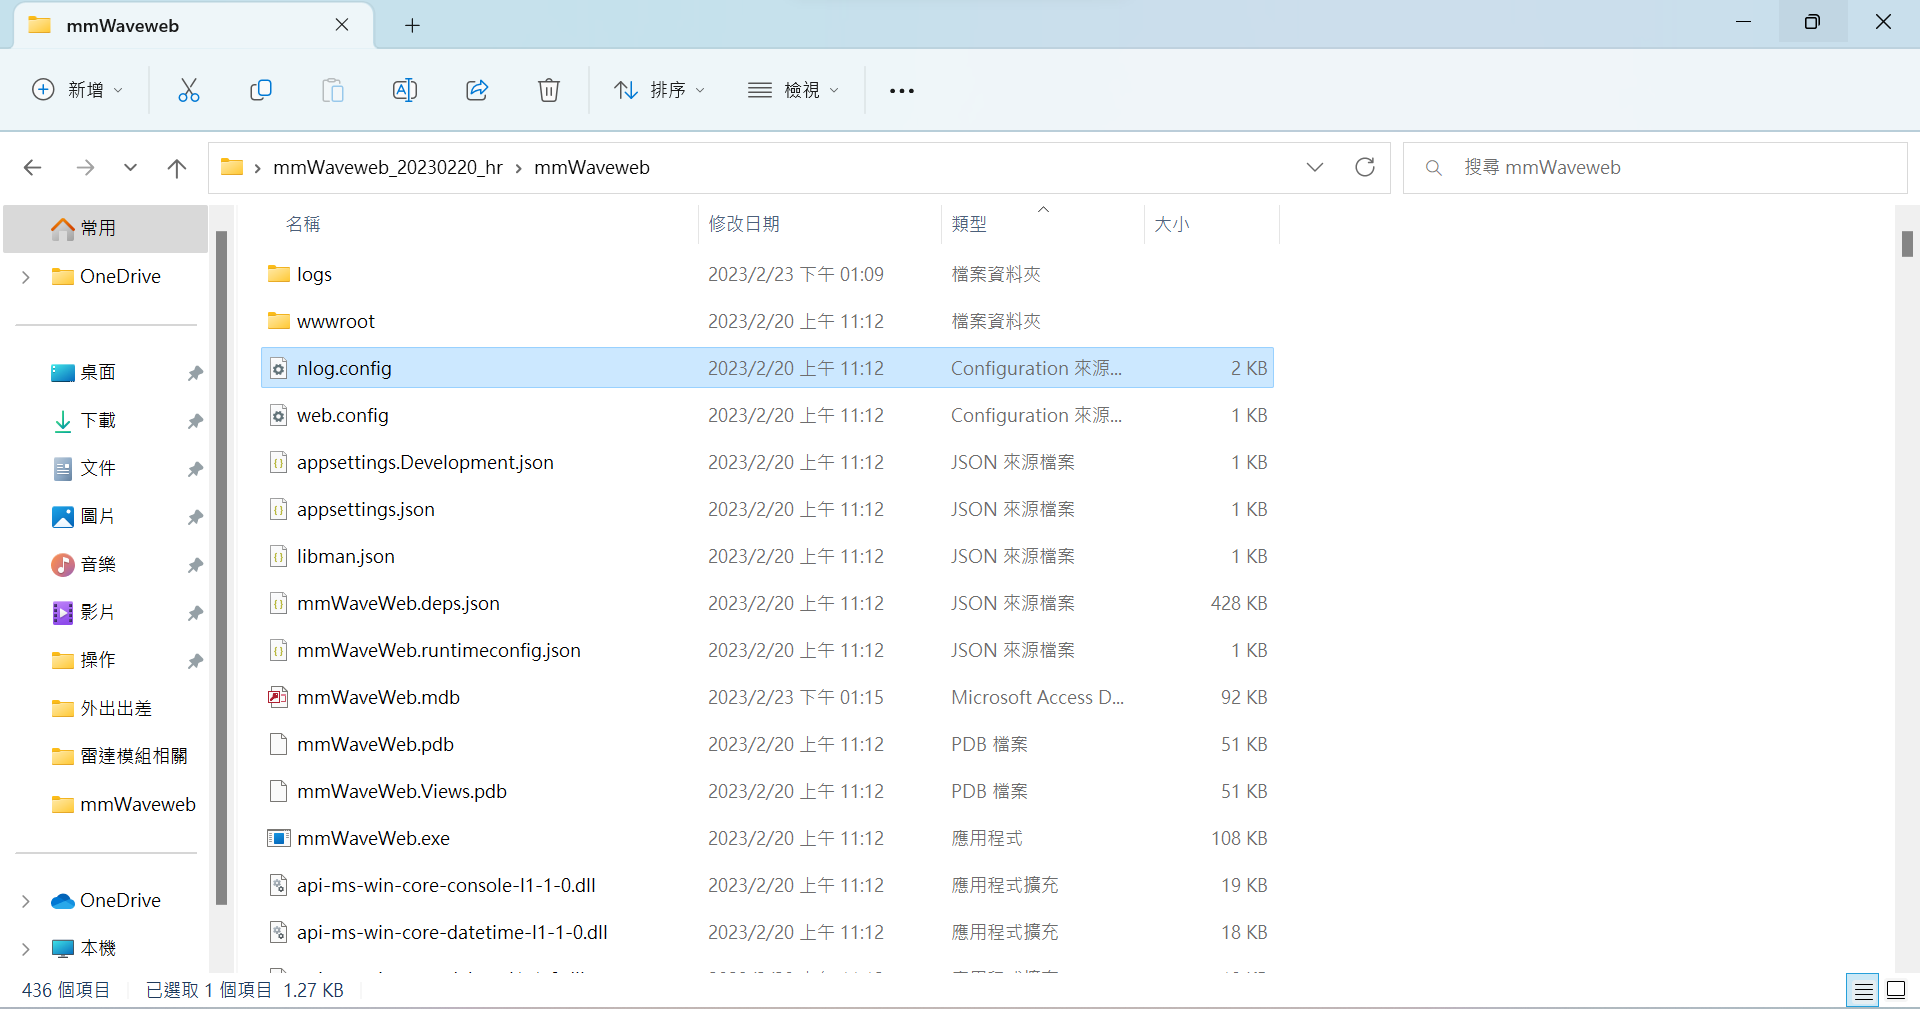 mmWaveweb
新增
排序
檢視
mmWaveweb_20230220_hr
mmWaveweb
搜尋 mmWaveweb
常用
OneDrive
桌面
下載
文件
圖片
音樂
影片
操作
外出出差
雷達模組相關
mmWaveweb
OneDrive
本機
名稱 修改日期 類型 大小
logs 2023/2/23 下午 01:09 檔案資料夾
wwwroot 2023/2/20 上午 11:12 檔案資料夾
nlog.config 2023/2/20 上午 11:12 Configuration 來源... 2 KB
web.config 2023/2/20 上午 11:12 Configuration 來源... 1 KB
appsettings.Development.json 2023/2/20 上午 11:12 JSON 來源檔案 1 KB
appsettings.json 2023/2/20 上午 11:12 JSON 來源檔案 1 KB
libman.json 2023/2/20 上午 11:12 JSON 來源檔案 1 KB
mmWaveWeb.deps.json 2023/2/20 上午 11:12 JSON 來源檔案 428 KB
mmWaveWeb.runtimeconfig.json 2023/2/20 上午 11:12 JSON 來源檔案 1 KB
mmWaveWeb.mdb 2023/2/23 下午 01:15 Microsoft Access D... 92 KB
mmWaveWeb.pdb 2023/2/20 上午 11:12 PDB 檔案 51 KB
mmWaveWeb.Views.pdb 2023/2/20 上午 11:12 PDB 檔案 51 KB
mmWaveWeb.exe 2023/2/20 上午 11:12 應用程式 108 KB
api-ms-win-core-console-l1-1-0.dll 2023/2/20 上午 11:12 應用程式擴充 19 KB
api-ms-win-core-datetime-l1-1-0.dll 2023/2/20 上午 11:12 應用程式擴充 18 KB
436 個項目 已選取 1 個項目 1.27 KB